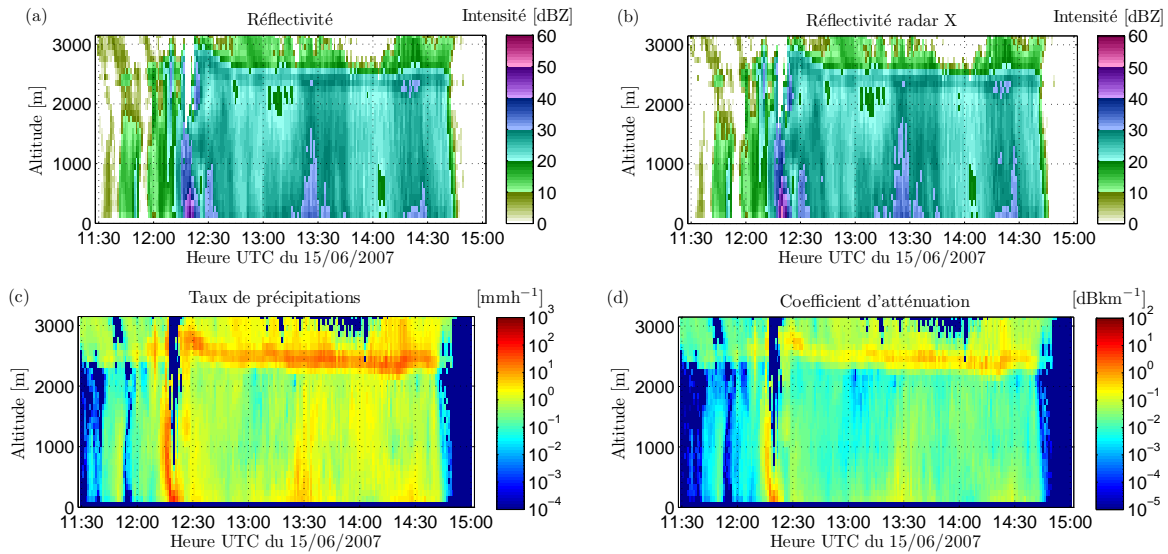 (a)
Réflectivité
Intensité [dBZ]
Altitude [m]
3000
2000
1000
0
60
50
40
30
20
10
0
11:30 12:00 12:30 13:00 13:30 14:00 14:30 15:00
Heure UTC du 15/06/2007
(b)
Réflectivité radar X
Intensité [dBZ]
Altitude [m]
3000
2000
1000
0
60
50
40
30
20
10
0
11:30 12:00 12:30 13:00 13:30 14:00 14:30 15:00
Heure UTC du 15/06/2007
(c)
Taux de précipitations
[mmh⁻¹]
Altitude [m]
3000
2000
1000
0
10³
10²
10¹
10⁰
10⁻¹
10⁻²
10⁻³
10⁻⁴
11:30 12:00 12:30 13:00 13:30 14:00 14:30 15:00
Heure UTC du 15/06/2007
(d)
Coefficient d'atténuation
[dBkm⁻¹]
Altitude [m]
3000
2000
1000
0
10²
10¹
10⁰
10⁻¹
10⁻²
10⁻³
10⁻⁴
10⁻⁵
11:30 12:00 12:30 13:00 13:30 14:00 14:30 15:00
Heure UTC du 15/06/2007